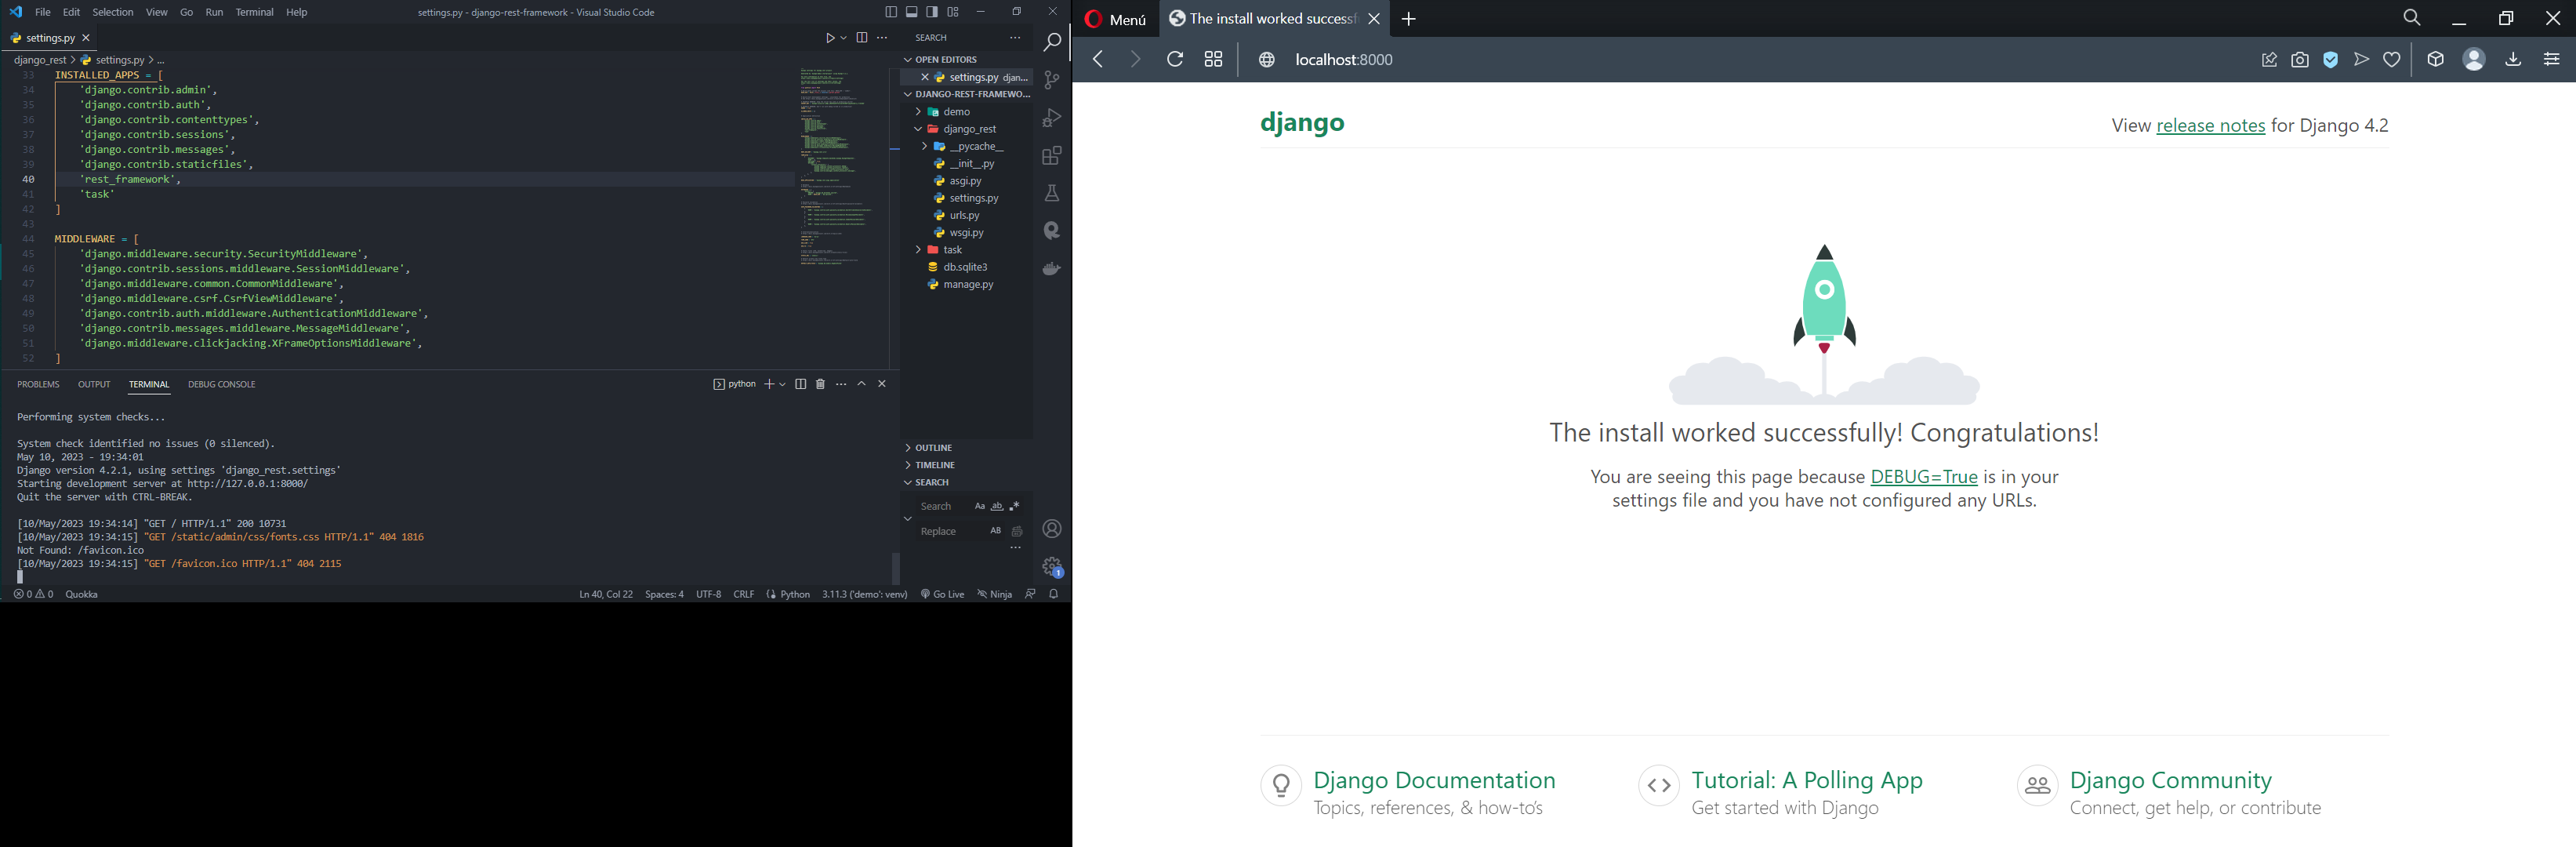 File Edit Selection View Go Run Terminal Help
settings.py - django-rest-framework - Visual Studio Code
settings.py
django_rest > settings.py > ...
33 INSTALLED_APPS = [
34 'django.contrib.admin',
35 'django.contrib.auth',
36 'django.contrib.contenttypes',
37 'django.contrib.sessions',
38 'django.contrib.messages',
39 'django.contrib.staticfiles',
40 'rest_framework',
41 'task'
42 ]
43
44 MIDDLEWARE = [
45 'django.middleware.security.SecurityMiddleware',
46 'django.contrib.sessions.middleware.SessionMiddleware',
47 'django.middleware.common.CommonMiddleware',
48 'django.middleware.csrf.CsrfViewMiddleware',
49 'django.contrib.auth.middleware.AuthenticationMiddleware',
50 'django.contrib.messages.middleware.MessageMiddleware',
51 'django.middleware.clickjacking.XFrameOptionsMiddleware',
52 ]
PROBLEMS OUTPUT TERMINAL DEBUG CONSOLE
python
Performing system checks...
System check identified no issues (0 silenced).
May 10, 2023 - 19:34:01
Django version 4.2.1, using settings 'django_rest.settings'
Starting development server at http://127.0.0.1:8000/
Quit the server with CTRL-BREAK.
[10/May/2023 19:34:14] "GET / HTTP/1.1" 200 10731
[10/May/2023 19:34:15] "GET /static/admin/css/fonts.css HTTP/1.1" 404 1816
Not Found: /favicon.ico
[10/May/2023 19:34:15] "GET /favicon.ico HTTP/1.1" 404 2115
SEARCH
OPEN EDITORS
settings.py djan...
DJANGO-REST-FRAMEWO...
demo
django_rest
__pycache__
__init__.py
asgi.py
settings.py
urls.py
wsgi.py
task
db.sqlite3
manage.py
OUTLINE
TIMELINE
SEARCH
Search Aa ab
Replace AB
1
0 0 Quokka
Ln 40, Col 22 Spaces: 4 UTF-8 CRLF Python 3.11.3 ('demo': venv) Go Live Ninja
Menú
The install worked successf
localhost:8000
django
View release notes for Django 4.2
The install worked successfully! Congratulations!
You are seeing this page because DEBUG=True is in your
settings file and you have not configured any URLs.
Django Documentation
Topics, references, & how-to's
Tutorial: A Polling App
Get started with Django
Django Community
Connect, get help, or contribute